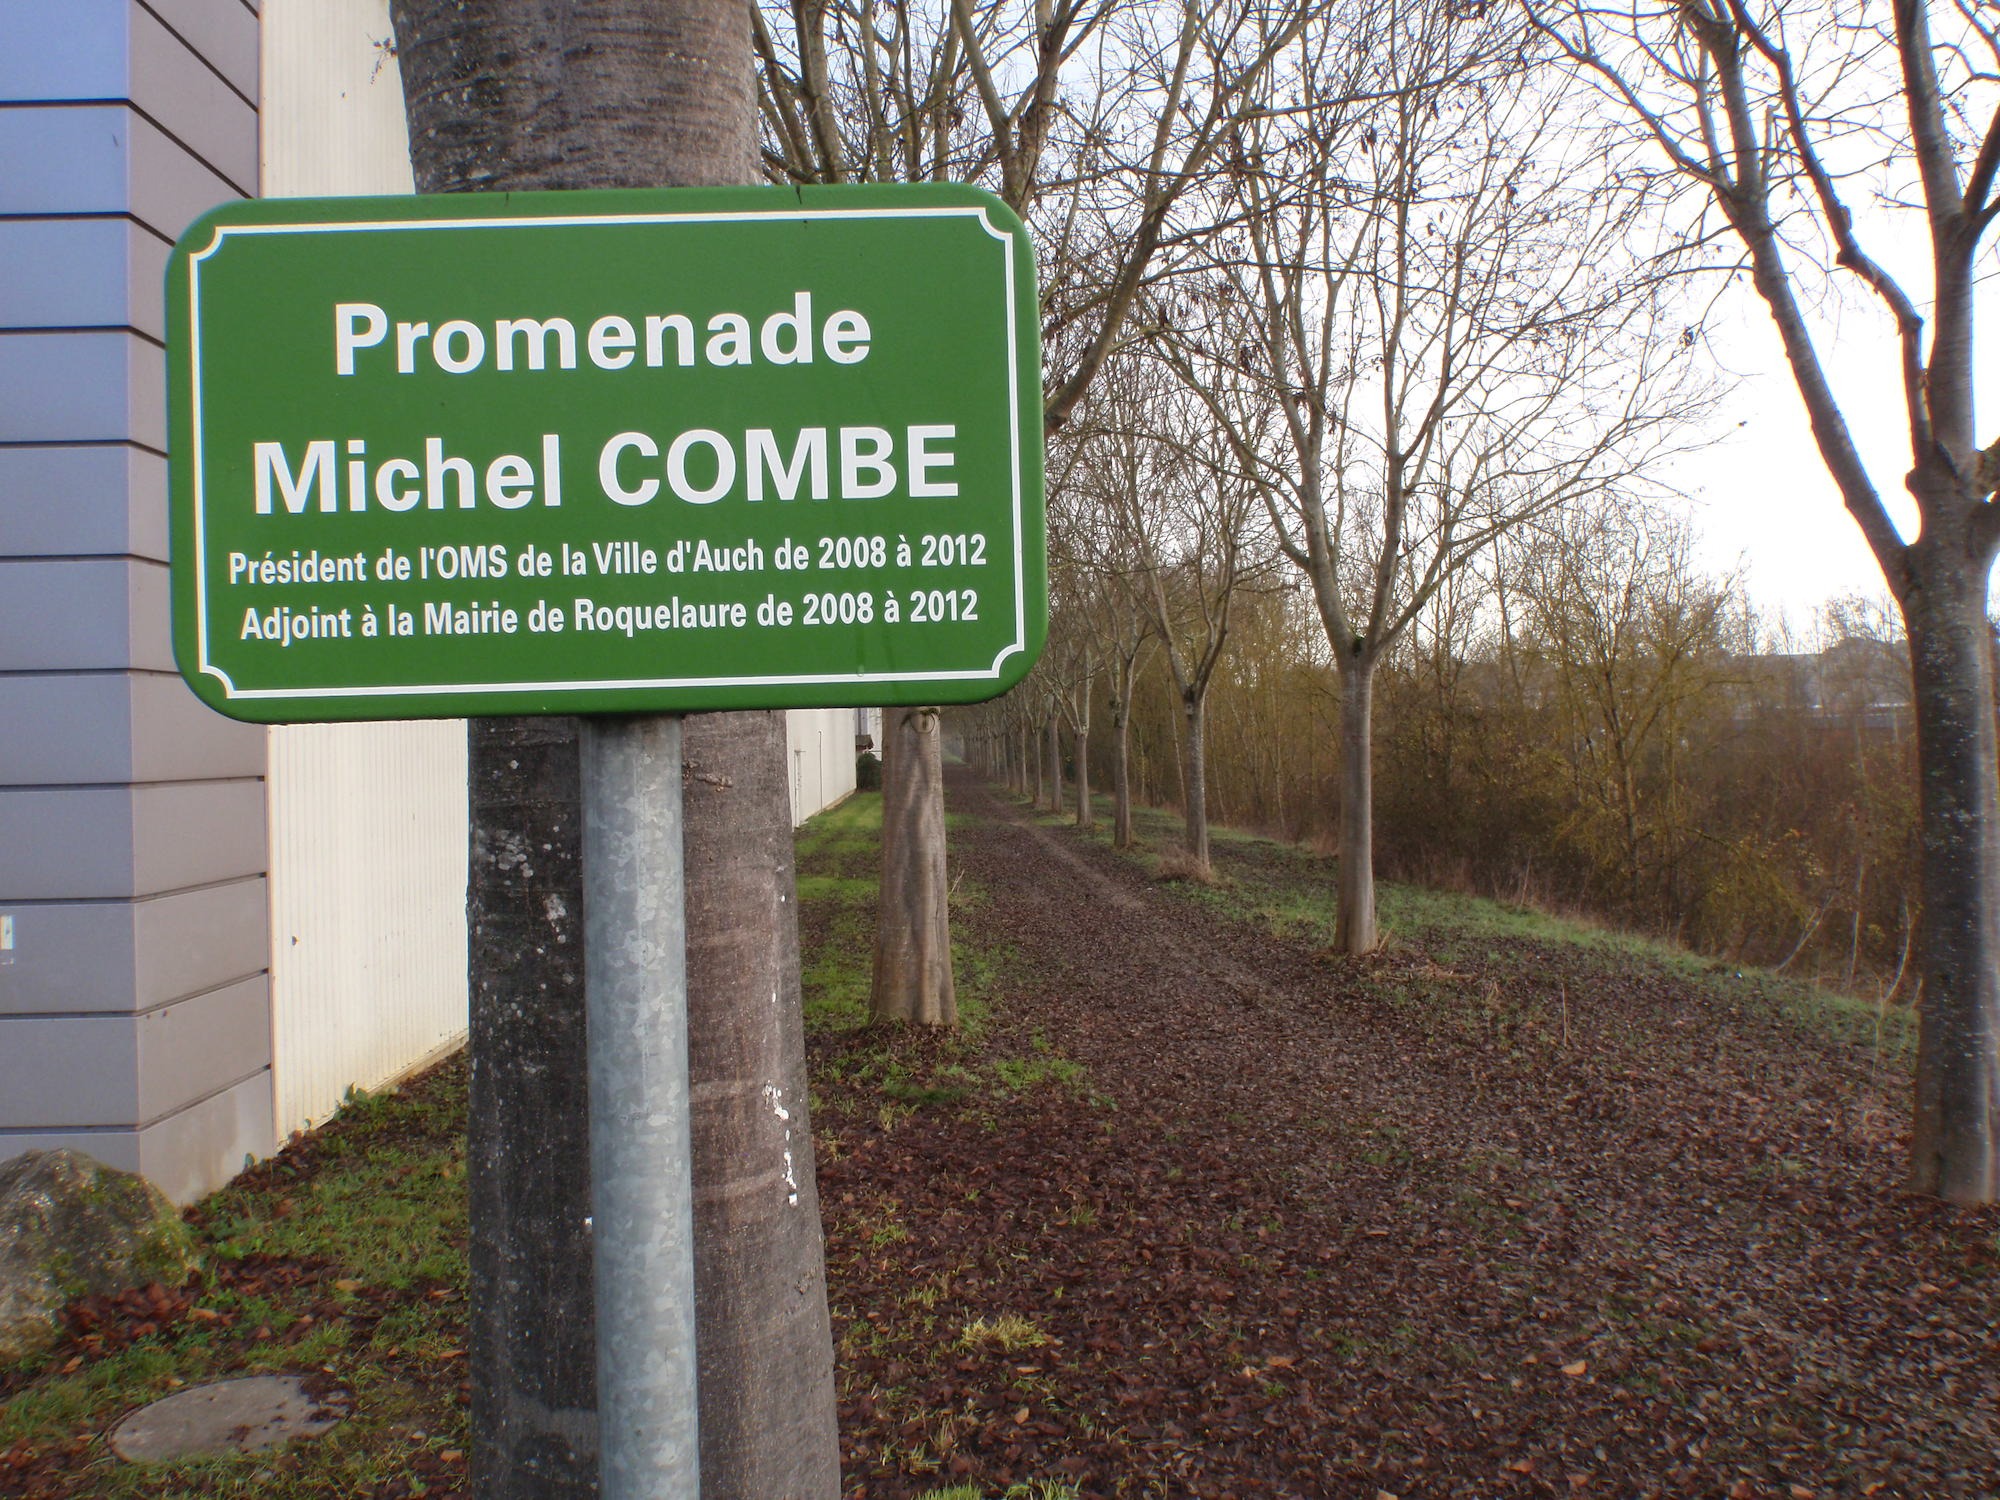 Promenade
Michel COMBE
Président de l'OMS de la Ville d'Auch de 2008 à 2012
Adjoint à la Mairie de Roquelaure de 2008 à 2012